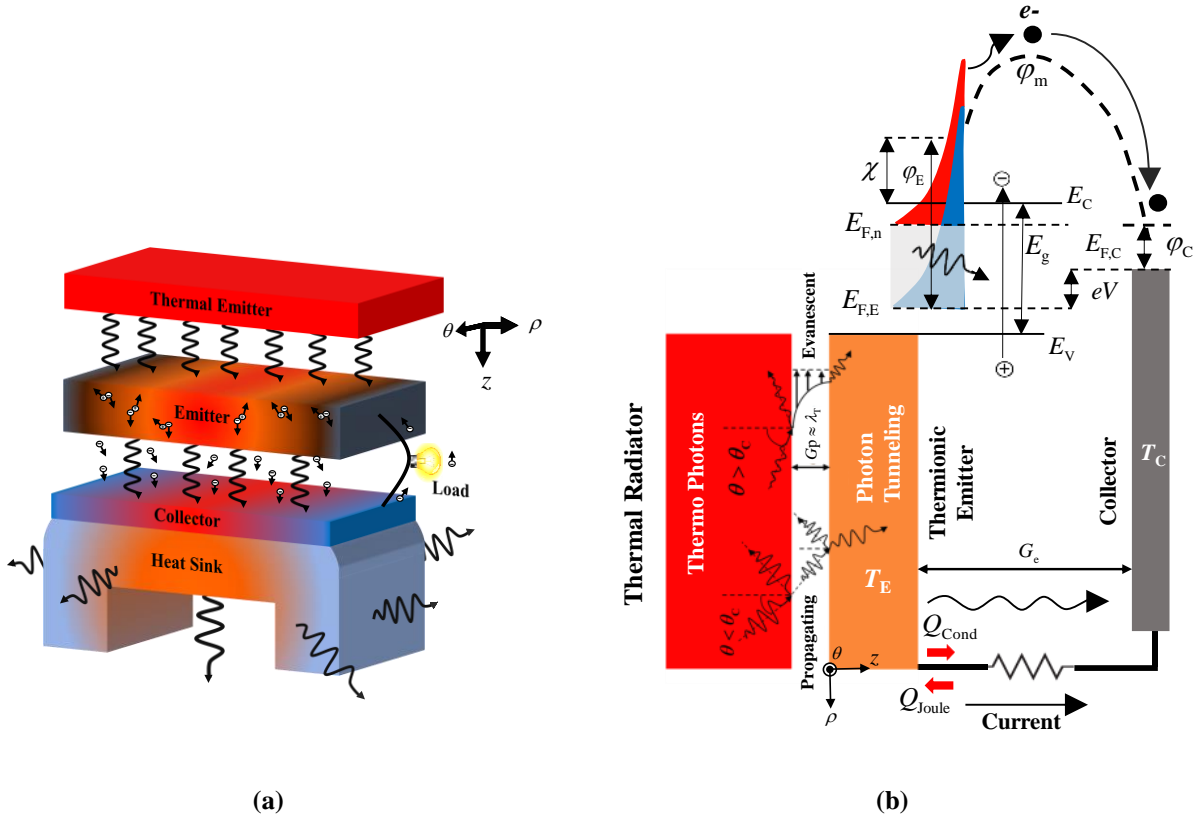 Thermal Emitter
θ
ρ
z
Emitter
Load
Collector
Heat Sink
(a)
e-
φm
χ
φE
EC
EF,n
Eg
EF,C
φC
eV
EF,E
EV
Thermal Radiator
Thermo Photons
Evanescent
Gp ≈ λT
θ > θC
θ < θC
Propagating
Photon
Tunneling
TE
Thermionic
Emitter
Collector
TC
Ge
QCond
QJoule
Current
θ
z
ρ
(b)